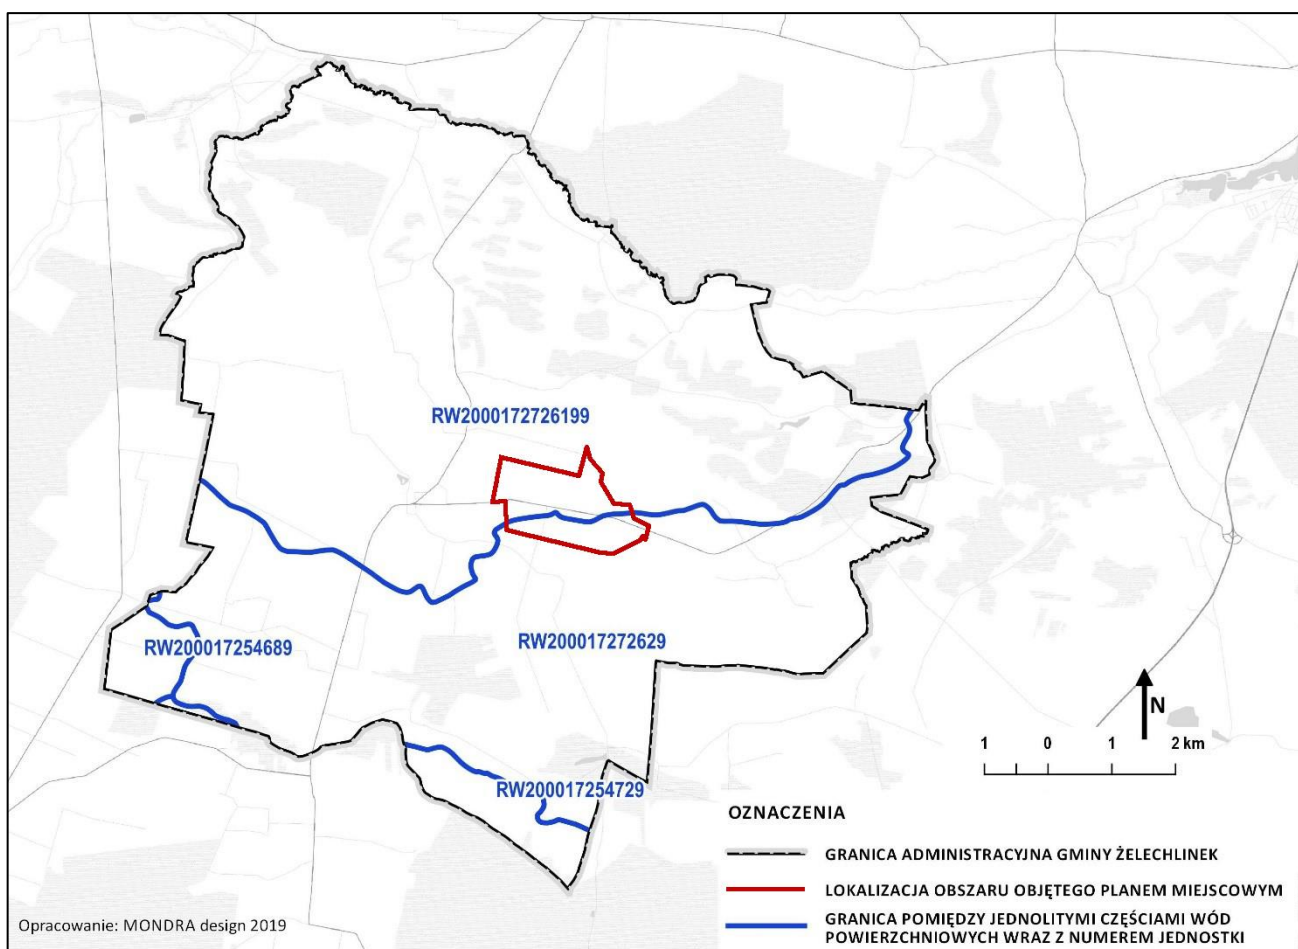 RW2000172726199
RW200017254689
RW200017272629
N
1 0 1 2 km
RW200017254729
OZNACZENIA
GRANICA ADMINISTRACYJNA GMINY ŻELECHLINEK
LOKALIZACJA OBSZARU OBJĘTEGO PLANEM MIEJSCOWYM
GRANICA POMIĘDZY JEDNOLITYMI CZĘŚCIAMI WÓD
POWIERZCHNIOWYCH WRAZ Z NUMEREM JEDNOSTKI
Opracowanie: MONDRA design 2019